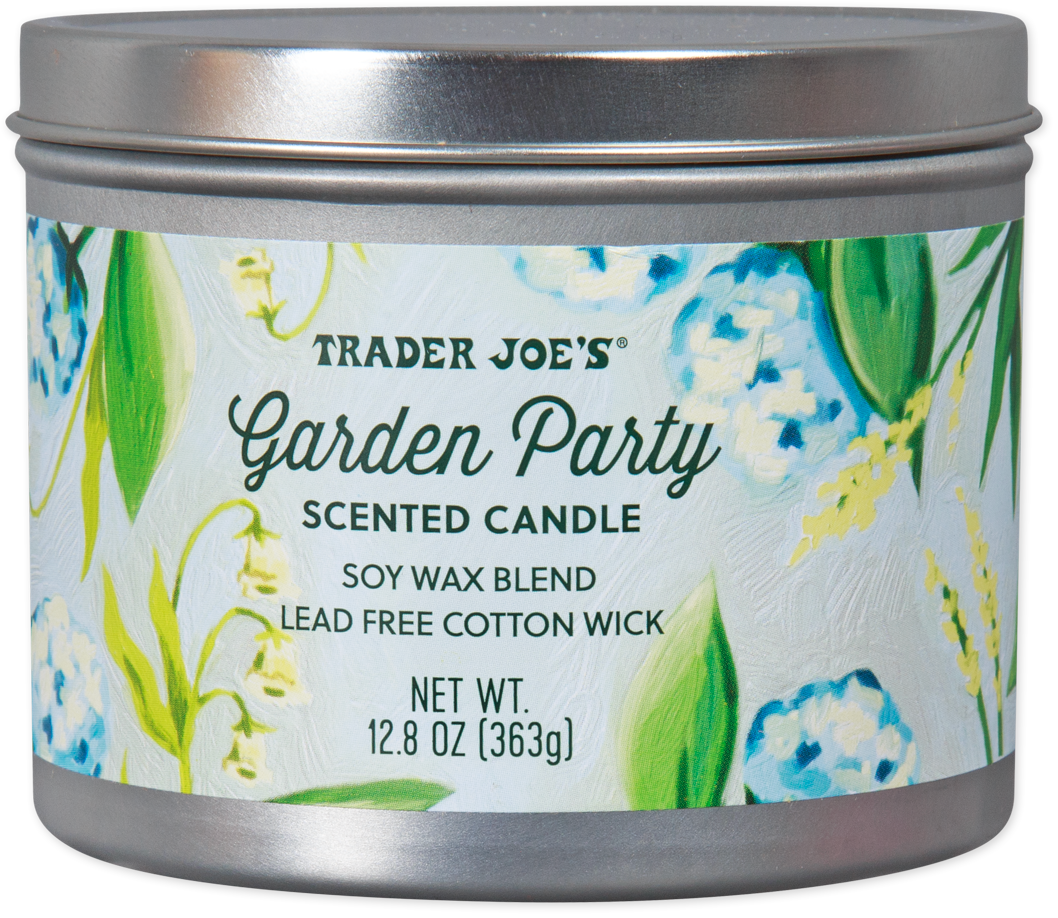 TRADER JOE'S®
Garden Party
SCENTED CANDLE
SOY WAX BLEND
LEAD FREE COTTON WICK
NET WT.
12.8 OZ (363g)